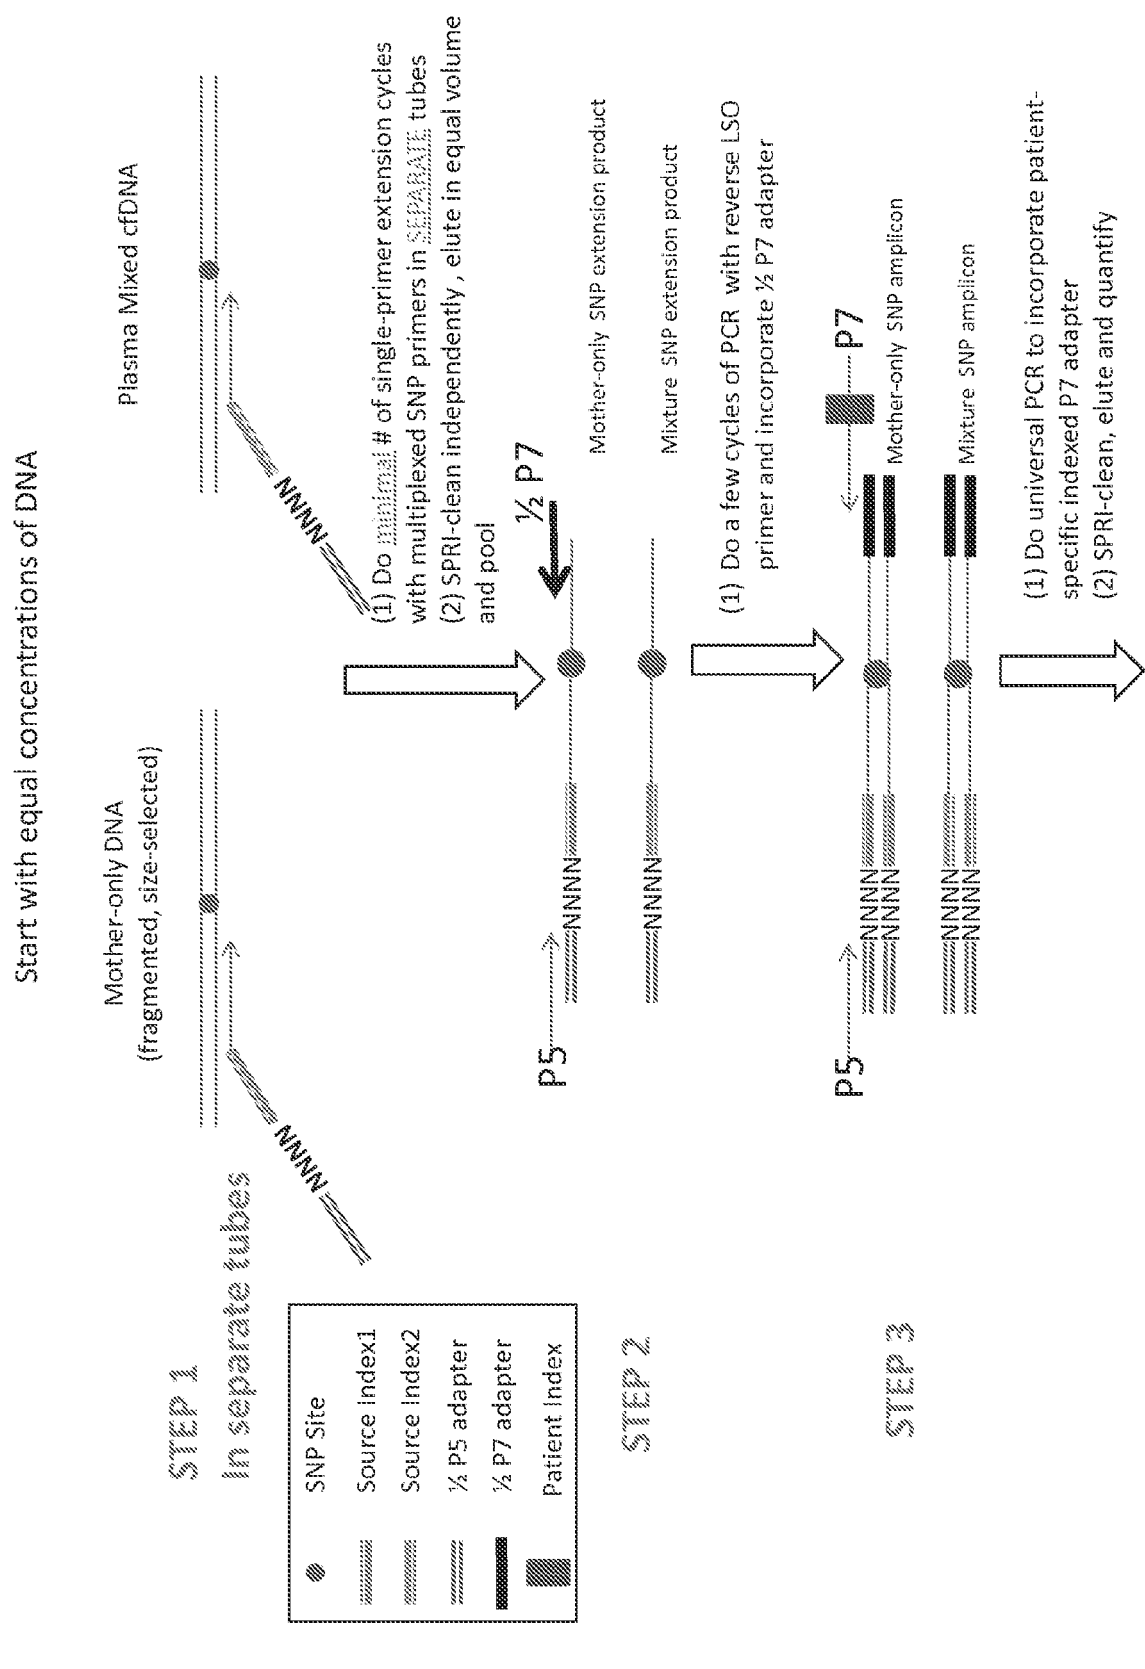 Start with equal concentrations of DNA
STEP 1
In separate tubes
Mother-only DNA
(fragmented, size-selected)
Plasma Mixed cfDNA
NNNN
NNNN
(1) Do minimal # of single-primer extension cycles
with multiplexed SNP primers in SEPARATE tubes
(2) SPRI-clean independently , elute in equal volume
and pool
SNP Site
Source Index1
Source Index2
½ P5 adapter
½ P7 adapter
Patient Index
STEP 2
P5
½ P7
NNNN
Mother-only SNP extension product
NNNN
Mixture SNP extension product
(1) Do a few cycles of PCR with reverse LSO
primer and incorporate ½ P7 adapter
STEP 3
P5
P7
NNNN
NNNN
Mother-only SNP amplicon
NNNN
NNNN
Mixture SNP amplicon
(1) Do universal PCR to incorporate patient-
specific indexed P7 adapter
(2) SPRI-clean, elute and quantify